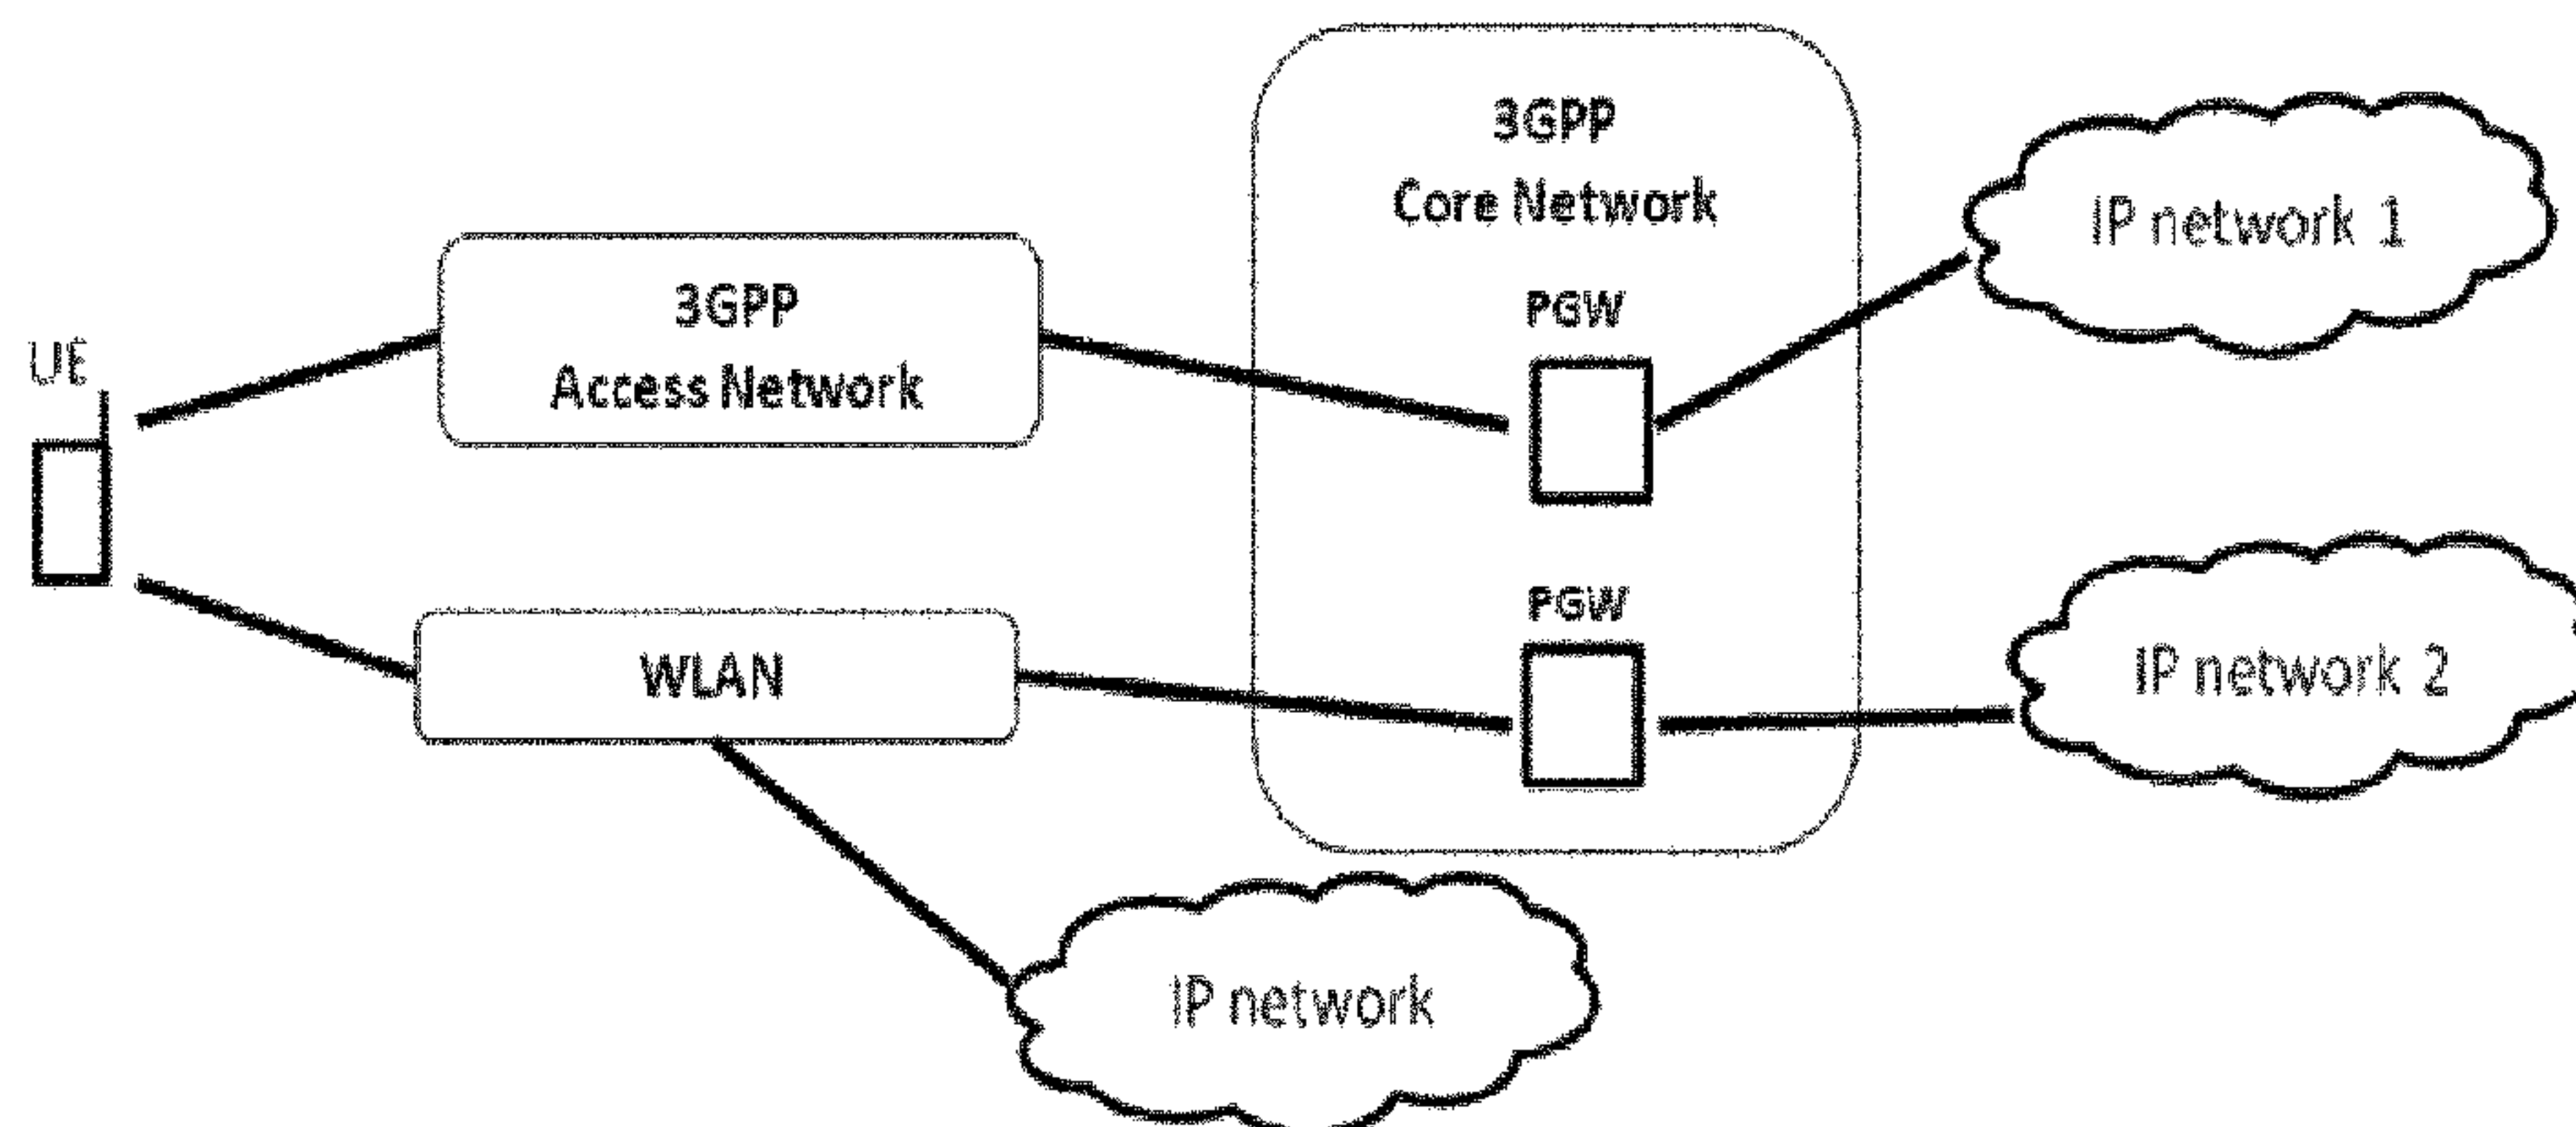 3GPP
Core Network
IP network 1
3GPP
Access Network
PGW
UE
PGW
WLAN
IP network 2
IP network